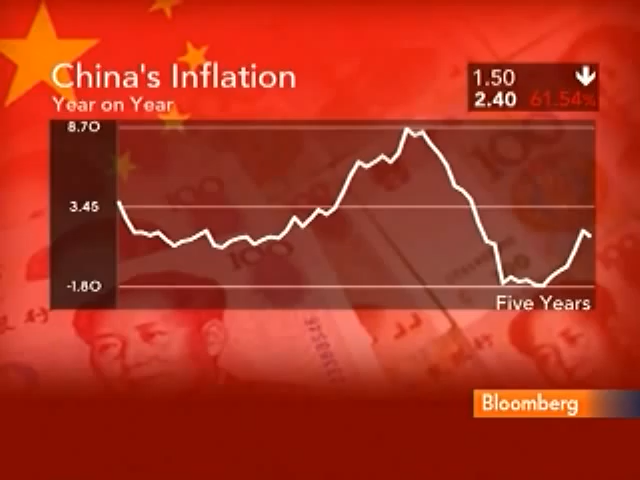 China's Inflation
Year on Year
1.50
2.40 61.54%
8.70
3.45
-1.80
Five Years
Bloomberg